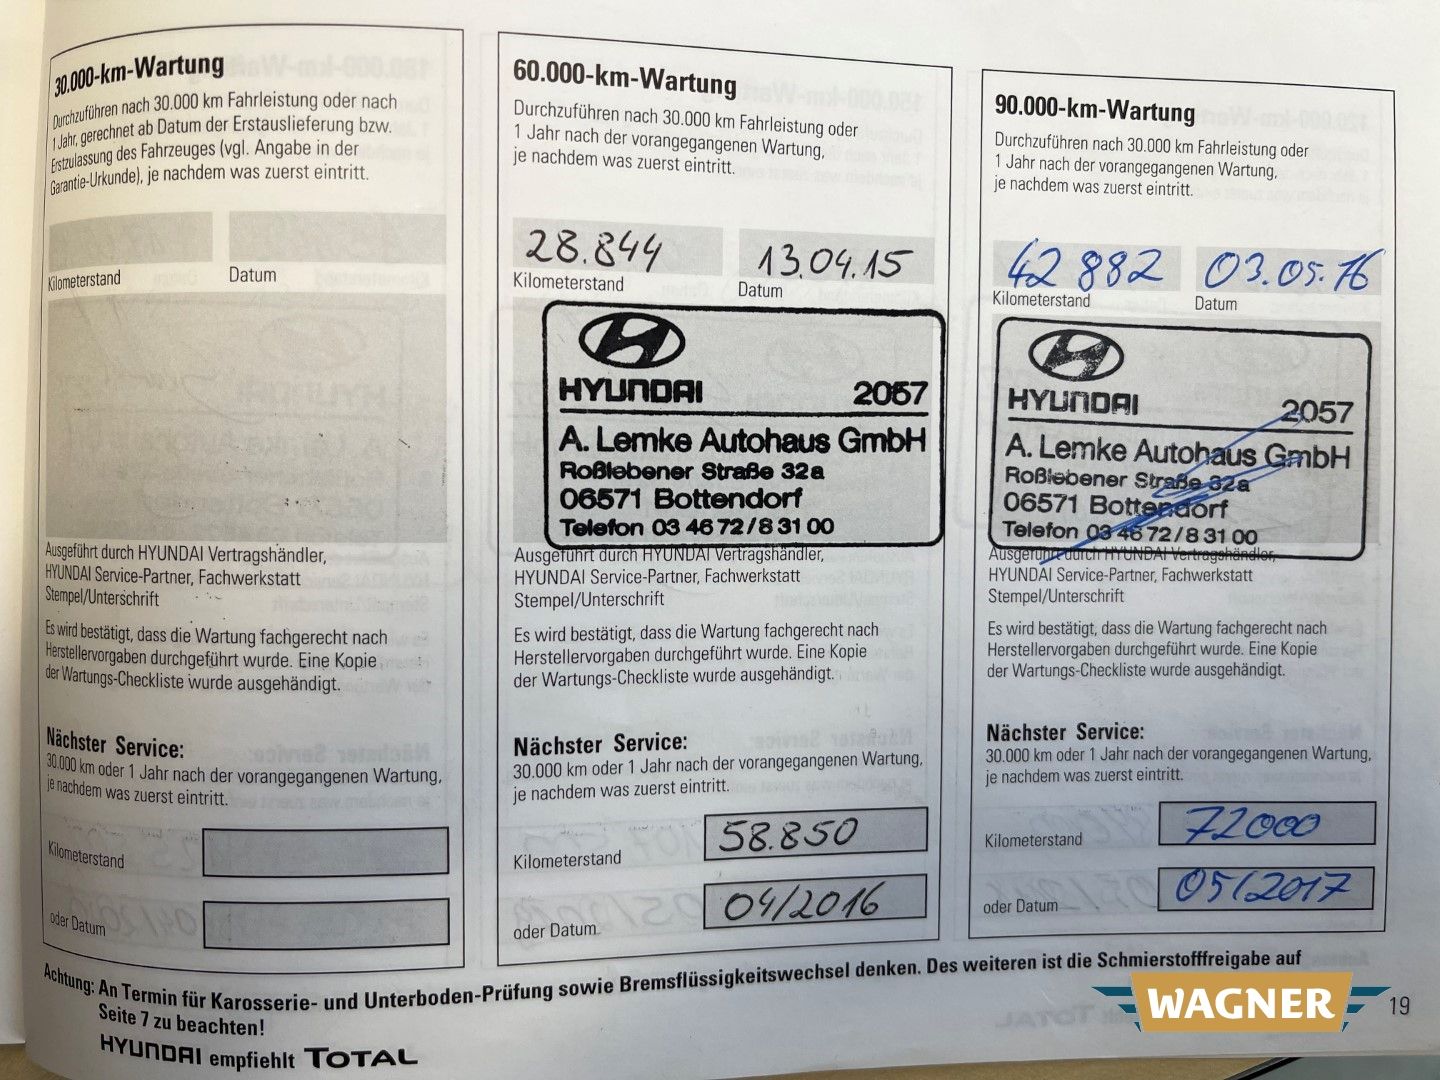 30.000-km-Wartung
Durchzuführen nach 30.000 km Fahrleistung oder nach
1 Jahr, gerechnet ab Datum der Erstauslieferung bzw.
Erstzulassung des Fahrzeuges (vgl. Angabe in der
Garantie-Urkunde), je nachdem was zuerst eintritt.
Kilometerstand
Datum
Ausgeführt durch HYUNDAI Vertragshändler,
HYUNDAI Service-Partner, Fachwerkstatt
Stempel/Unterschrift
Es wird bestätigt, dass die Wartung fachgerecht nach
Herstellervorgaben durchgeführt wurde. Eine Kopie
der Wartungs-Checkliste wurde ausgehändigt.
Nächster Service:
30.000 km oder 1 Jahr nach der vorangegangenen Wartung,
je nachdem was zuerst eintritt.
Kilometerstand
oder Datum
60.000-km-Wartung
Durchzuführen nach 30.000 km Fahrleistung oder
1 Jahr nach der vorangegangenen Wartung,
je nachdem was zuerst eintritt.
28.844 13.04.15
Kilometerstand Datum
HYUNDAI 2057
A. Lemke Autohaus GmbH
Roßlebener Straße 32a
06571 Bottendorf
Telefon 03 46 72/8 31 00
Ausgeführt durch HYUNDAI Vertragshändler,
HYUNDAI Service-Partner, Fachwerkstatt
Stempel/Unterschrift
Es wird bestätigt, dass die Wartung fachgerecht nach
Herstellervorgaben durchgeführt wurde. Eine Kopie
der Wartungs-Checkliste wurde ausgehändigt.
Nächster Service:
30.000 km oder 1 Jahr nach der vorangegangenen Wartung,
je nachdem was zuerst eintritt.
Kilometerstand 58.850
oder Datum 04/2016
90.000-km-Wartung
Durchzuführen nach 30.000 km Fahrleistung oder
1 Jahr nach der vorangegangenen Wartung,
je nachdem was zuerst eintritt.
42 882 03.05.16
Kilometerstand Datum
HYUNDAI 2057
A. Lemke Autohaus GmbH
Roßlebener Straße 32a
06571 Bottendorf
Telefon 03 46 72/8 31 00
Ausgeführt durch HYUNDAI Vertragshändler,
HYUNDAI Service-Partner, Fachwerkstatt
Stempel/Unterschrift
Es wird bestätigt, dass die Wartung fachgerecht nach
Herstellervorgaben durchgeführt wurde. Eine Kopie
der Wartungs-Checkliste wurde ausgehändigt.
Nächster Service:
30.000 km oder 1 Jahr nach der vorangegangenen Wartung,
je nachdem was zuerst eintritt.
Kilometerstand 72000
oder Datum 05/2017
Achtung: An Termin für Karosserie- und Unterboden-Prüfung sowie Bremsflüssigkeitswechsel denken. Des weiteren ist die Schmierstofffreigabe auf
Seite 7 zu beachten!
HYUNDAI empfiehlt TOTAL
WAGNER
19